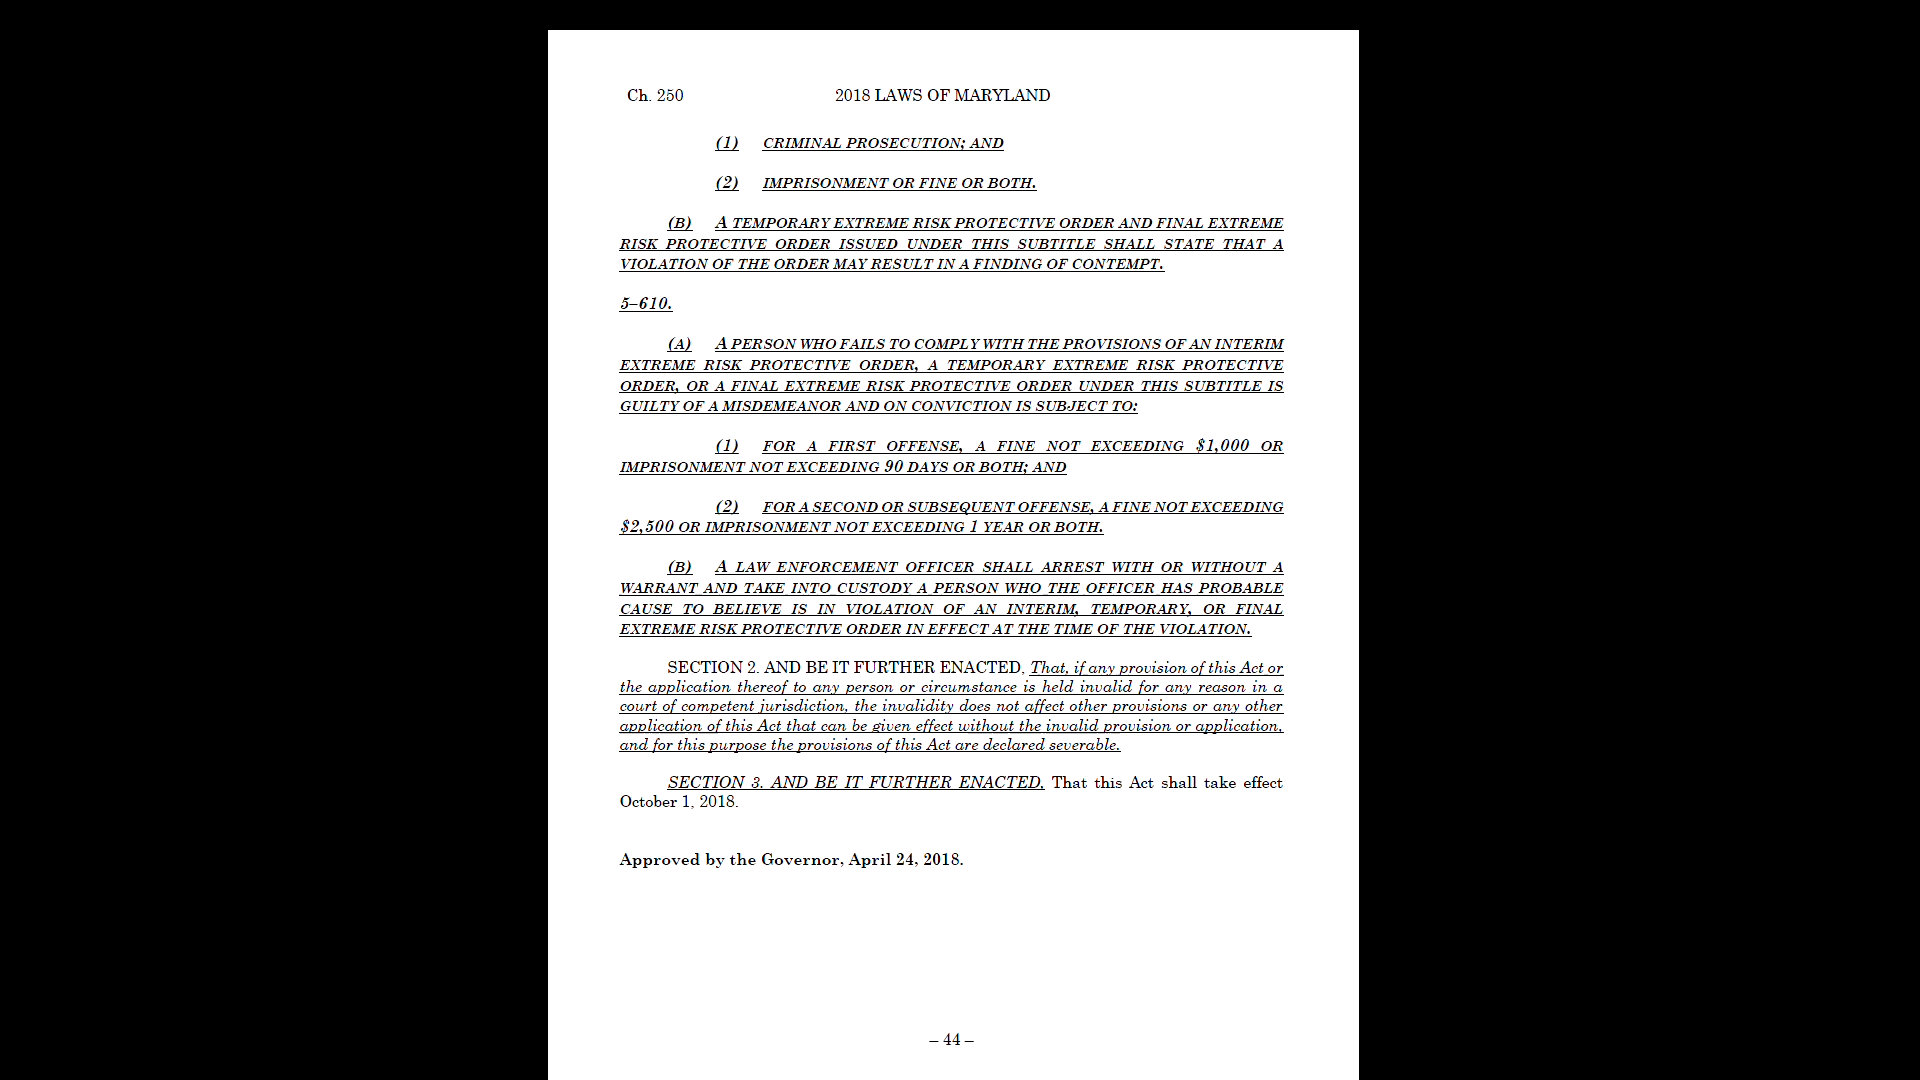 Ch. 250 2018 LAWS OF MARYLAND
(1) CRIMINAL PROSECUTION; AND
(2) IMPRISONMENT OR FINE OR BOTH.
(B) A TEMPORARY EXTREME RISK PROTECTIVE ORDER AND FINAL EXTREME
RISK PROTECTIVE ORDER ISSUED UNDER THIS SUBTITLE SHALL STATE THAT A
VIOLATION OF THE ORDER MAY RESULT IN A FINDING OF CONTEMPT.
5–610.
(A) A PERSON WHO FAILS TO COMPLY WITH THE PROVISIONS OF AN INTERIM
EXTREME RISK PROTECTIVE ORDER, A TEMPORARY EXTREME RISK PROTECTIVE
ORDER, OR A FINAL EXTREME RISK PROTECTIVE ORDER UNDER THIS SUBTITLE IS
GUILTY OF A MISDEMEANOR AND ON CONVICTION IS SUBJECT TO:
(1) FOR A FIRST OFFENSE, A FINE NOT EXCEEDING $1,000 OR
IMPRISONMENT NOT EXCEEDING 90 DAYS OR BOTH; AND
(2) FOR A SECOND OR SUBSEQUENT OFFENSE, A FINE NOT EXCEEDING
$2,500 OR IMPRISONMENT NOT EXCEEDING 1 YEAR OR BOTH.
(B) A LAW ENFORCEMENT OFFICER SHALL ARREST WITH OR WITHOUT A
WARRANT AND TAKE INTO CUSTODY A PERSON WHO THE OFFICER HAS PROBABLE
CAUSE TO BELIEVE IS IN VIOLATION OF AN INTERIM, TEMPORARY, OR FINAL
EXTREME RISK PROTECTIVE ORDER IN EFFECT AT THE TIME OF THE VIOLATION.
SECTION 2. AND BE IT FURTHER ENACTED, That, if any provision of this Act or
the application thereof to any person or circumstance is held invalid for any reason in a
court of competent jurisdiction, the invalidity does not affect other provisions or any other
application of this Act that can be given effect without the invalid provision or application,
and for this purpose the provisions of this Act are declared severable.
SECTION 3. AND BE IT FURTHER ENACTED, That this Act shall take effect
October 1, 2018.
Approved by the Governor, April 24, 2018.
– 44 –